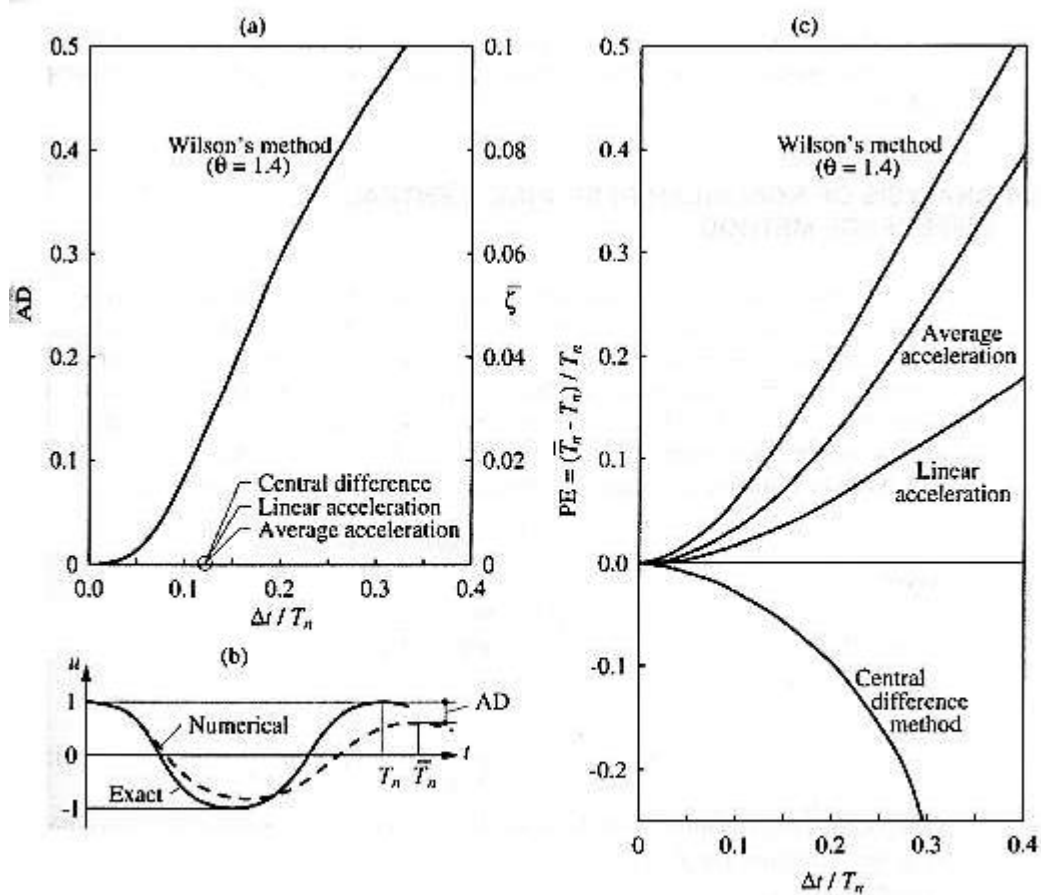 (a)
0.5
0.4
0.3
0.2
0.1
0
AD
0.1
0.08
0.06
0.04
0.02
0
ζ̄
Wilson's method
(θ = 1.4)
Central difference
Linear acceleration
Average acceleration
0.0
0.1
0.2
0.3
0.4
Δt / Tn
(b)
u
1
0
-1
Numerical
Exact
AD
t
Tn
T̄n
(c)
0.5
0.4
0.3
0.2
0.1
0.0
-0.1
-0.2
PE = (T̄n - Tn) / Tn
Wilson's method
(θ = 1.4)
Average
acceleration
Linear
acceleration
Central
difference
method
0
0.1
0.2
0.3
0.4
Δt / Tn